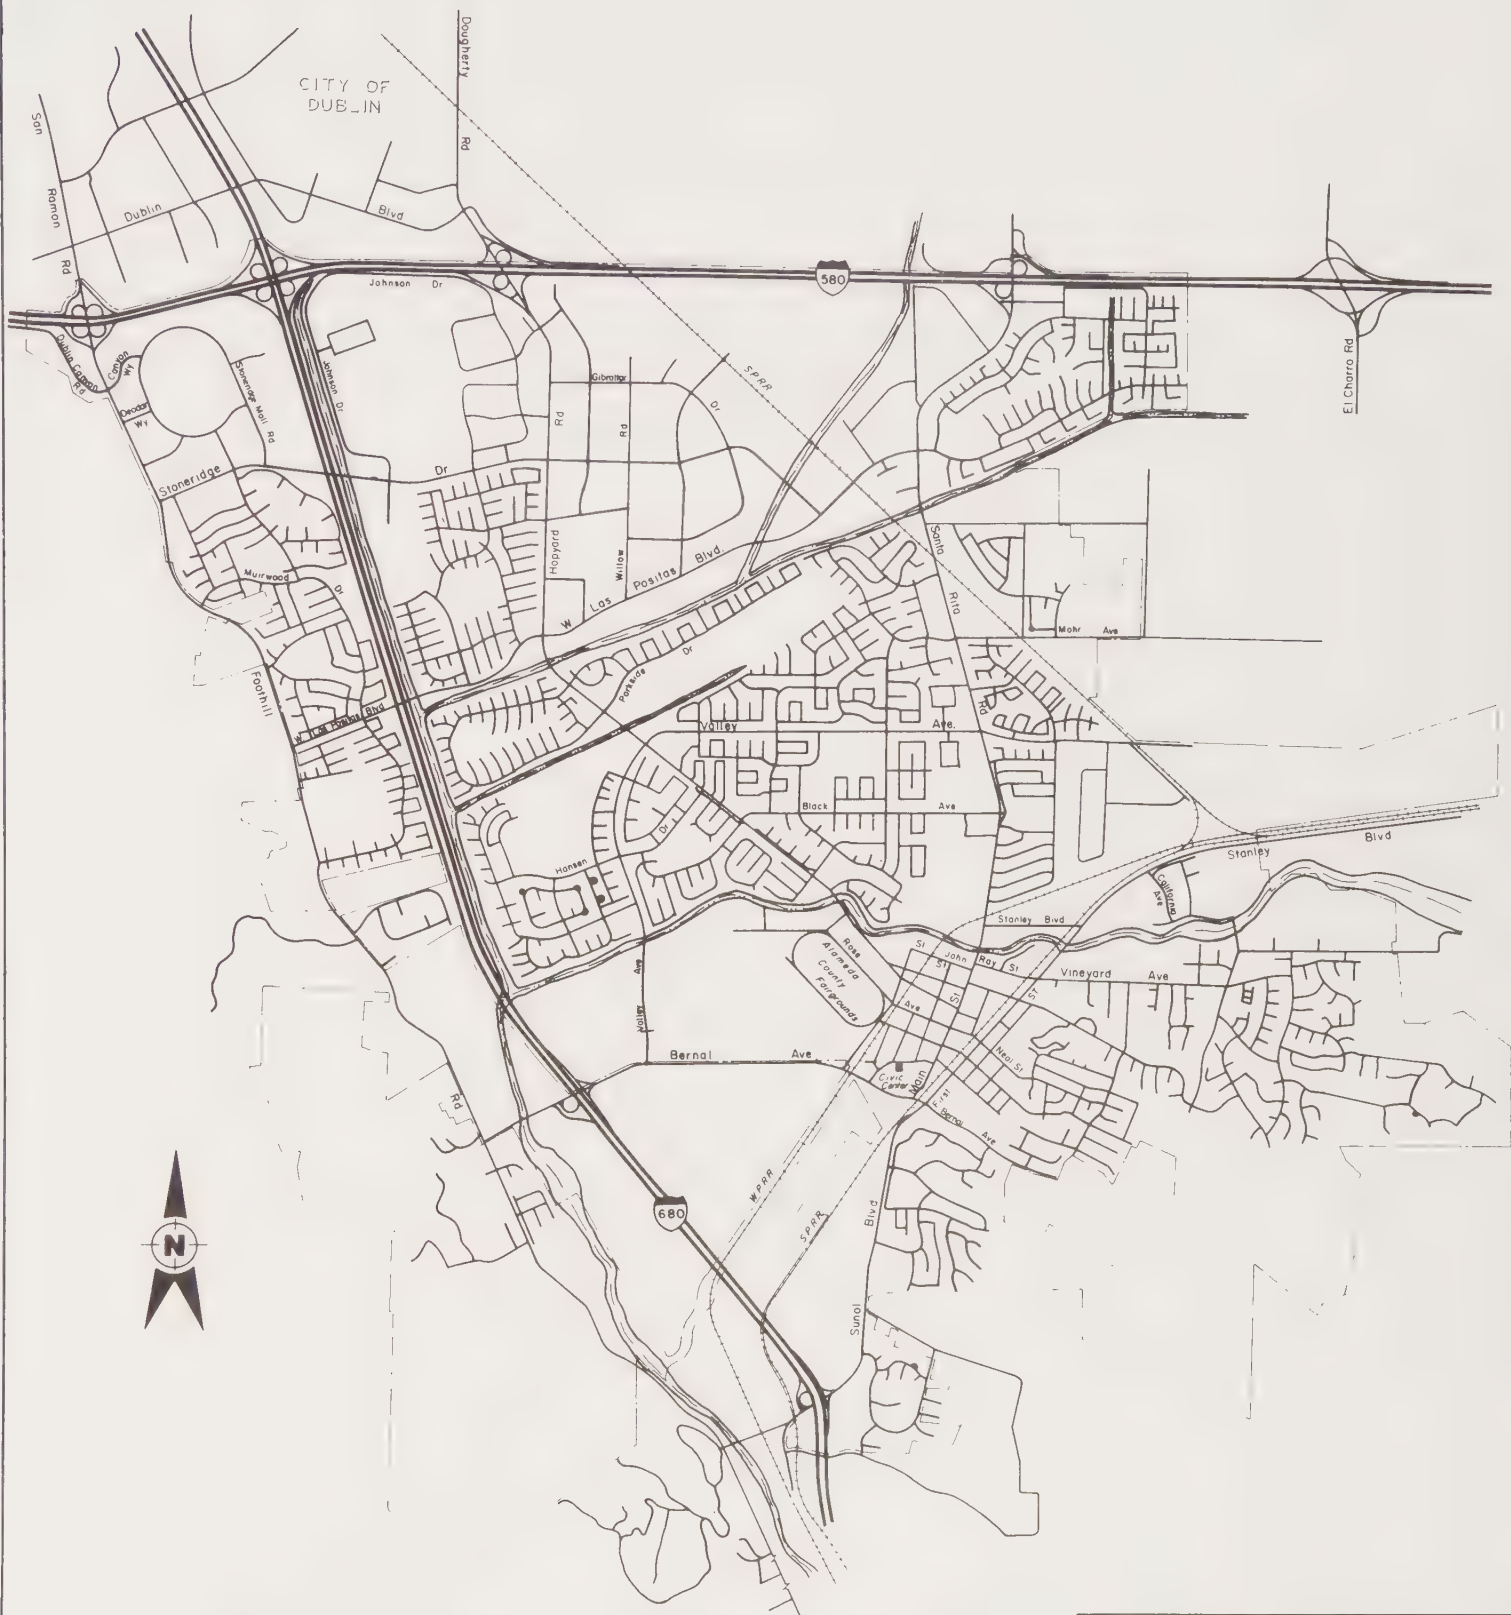 CITY OF
DUBLIN
Dougherty
Rd
San
Ramon
Rd
Dublin
Blvd
580
Johnson Dr
Dublin Canyon
Rd
Canyon
Wy
Deodar
Wy
Stoneridge Mall Rd
Johnson Dr
Gibraltar
Dr
SPRR
El Charro Rd
Rd
Rd
Stoneridge
Dr
Hopyard
Willow
Santa
Rita
Rd
Muirwood
Dr
W Las Positas Blvd.
Mohr Ave
Parkside Dr
Foothill
W Las Positas Blvd
Valley Ave.
Black Ave
Hansen
Dr
Stanley Blvd
California
Ave
Stanley Blvd
Rose
Ave
Alameda
County
Fairgrounds
St John St
Ray St
St
St
Vineyard Ave
Valley Ave
Bernal Ave
Neal St
Civic
Center
Main
First
Bernal Ave
Rd
N
680
WPRR
SPRR
Sunol
Blvd